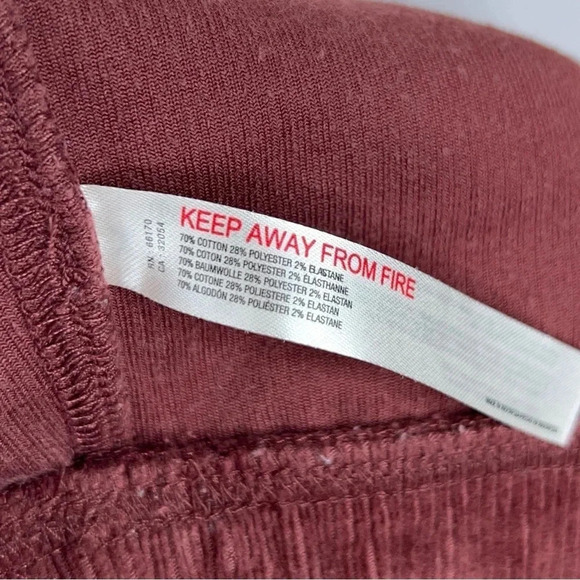 RN. 66170
CA - 32054
KEEP AWAY FROM FIRE
70% COTTON 28% POLYESTER 2% ELASTANE
70% COTON 28% POLYESTER 2% ÉLASTHANNE
70% BAUMWOLLE 28% POLYESTER 2% ELASTAN
70% COTONE 28% POLIESTERE 2% ELASTAN
70% ALGODÓN 28% POLIÉSTER 2% ELASTANE